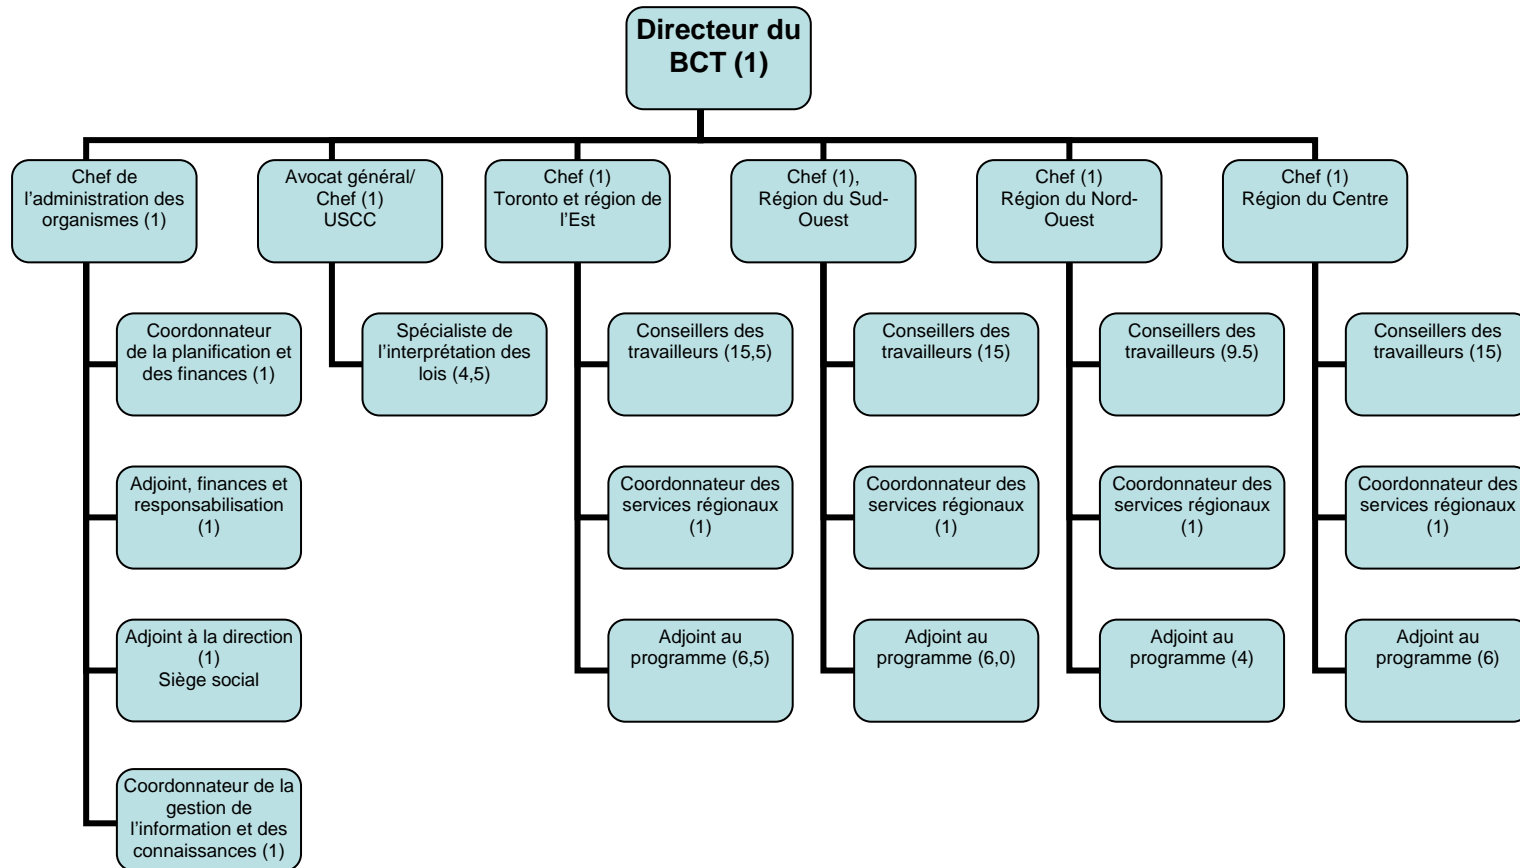 Directeur du
BCT (1)
Chef de
l’administration des
organismes (1)
Avocat général/
Chef (1)
USCC
Chef (1)
Toronto et région de
l’Est
Chef (1),
Région du Sud-
Ouest
Chef (1)
Région du Nord-
Ouest
Chef (1)
Région du Centre
Coordonnateur
de la planification et
des finances (1)
Spécialiste de
l’interprétation des
lois (4,5)
Conseillers des
travailleurs (15,5)
Conseillers des
travailleurs (15)
Conseillers des
travailleurs (9.5)
Conseillers des
travailleurs (15)
Adjoint, finances et
responsabilisation
(1)
Coordonnateur des
services régionaux
(1)
Coordonnateur des
services régionaux
(1)
Coordonnateur des
services régionaux
(1)
Coordonnateur des
services régionaux
(1)
Adjoint à la direction
(1)
Siège social
Adjoint au
programme (6,5)
Adjoint au
programme (6,0)
Adjoint au
programme (4)
Adjoint au
programme (6)
Coordonnateur de la
gestion de
l’information et des
connaissances (1)